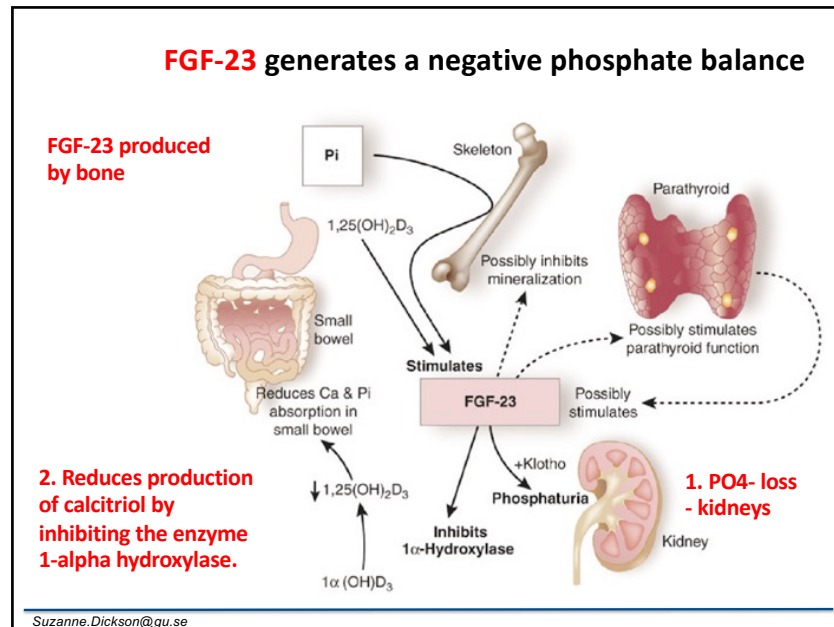 FGF-23 generates a negative phosphate balance
FGF-23 produced
by bone
Pi
Skeleton
Parathyroid
1,25(OH)₂D₃
Possibly inhibits
mineralization
Small
bowel
Possibly stimulates
parathyroid function
Stimulates
Reduces Ca & Pi
absorption in
small bowel
FGF-23
Possibly
stimulates
+Klotho
2. Reduces production
of calcitriol by
inhibiting the enzyme
1-alpha hydroxylase.
↓ 1,25(OH)₂D₃
Phosphaturia
1. PO4- loss
- kidneys
Inhibits
1α-Hydroxylase
Kidney
1α (OH)D₃
Suzanne.Dickson@gu.se